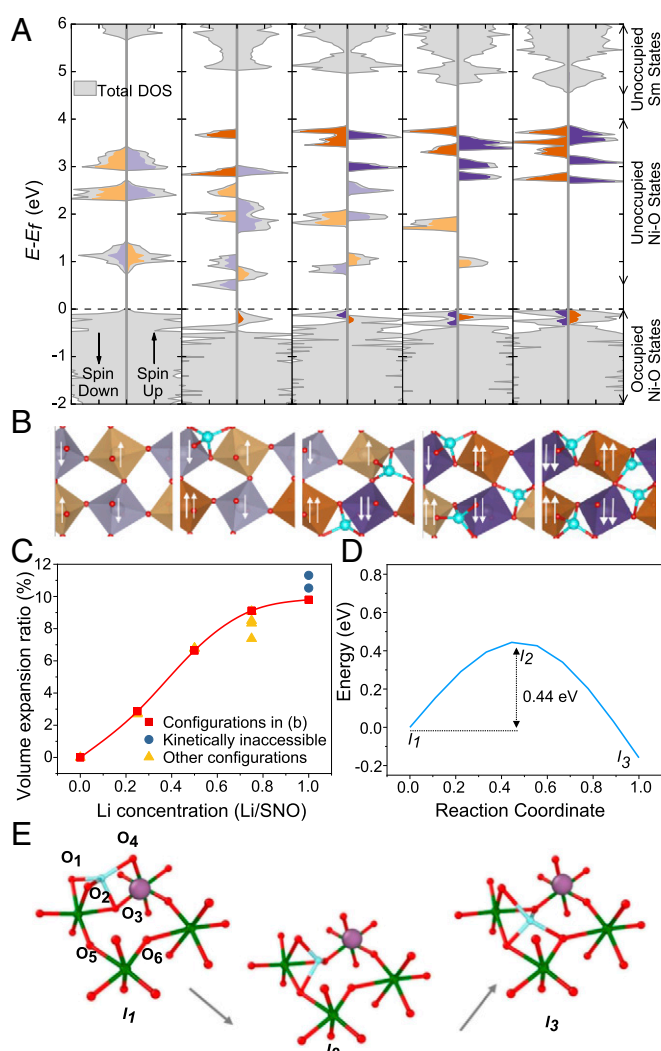 A
6
5
4
3
2
1
0
-1
-2
E-Ef (eV)
Total DOS
Spin Down
Spin Up
Unoccupied Sm States
Unoccupied Ni-O States
Occupied Ni-O States
B
C
12
10
8
6
4
2
0
Volume expansion ratio (%)
Configurations in (b)
Kinetically inaccessible
Other configurations
0.0 0.2 0.4 0.6 0.8 1.0
Li concentration (Li/SNO)
D
0.8
0.4
0.0
-0.2
Energy (eV)
I1
I2
0.44 eV
I3
0.0 0.2 0.4 0.6 0.8 1.0
Reaction Coordinate
E
O4
O1
O2
O3
O5
O6
I1
I3